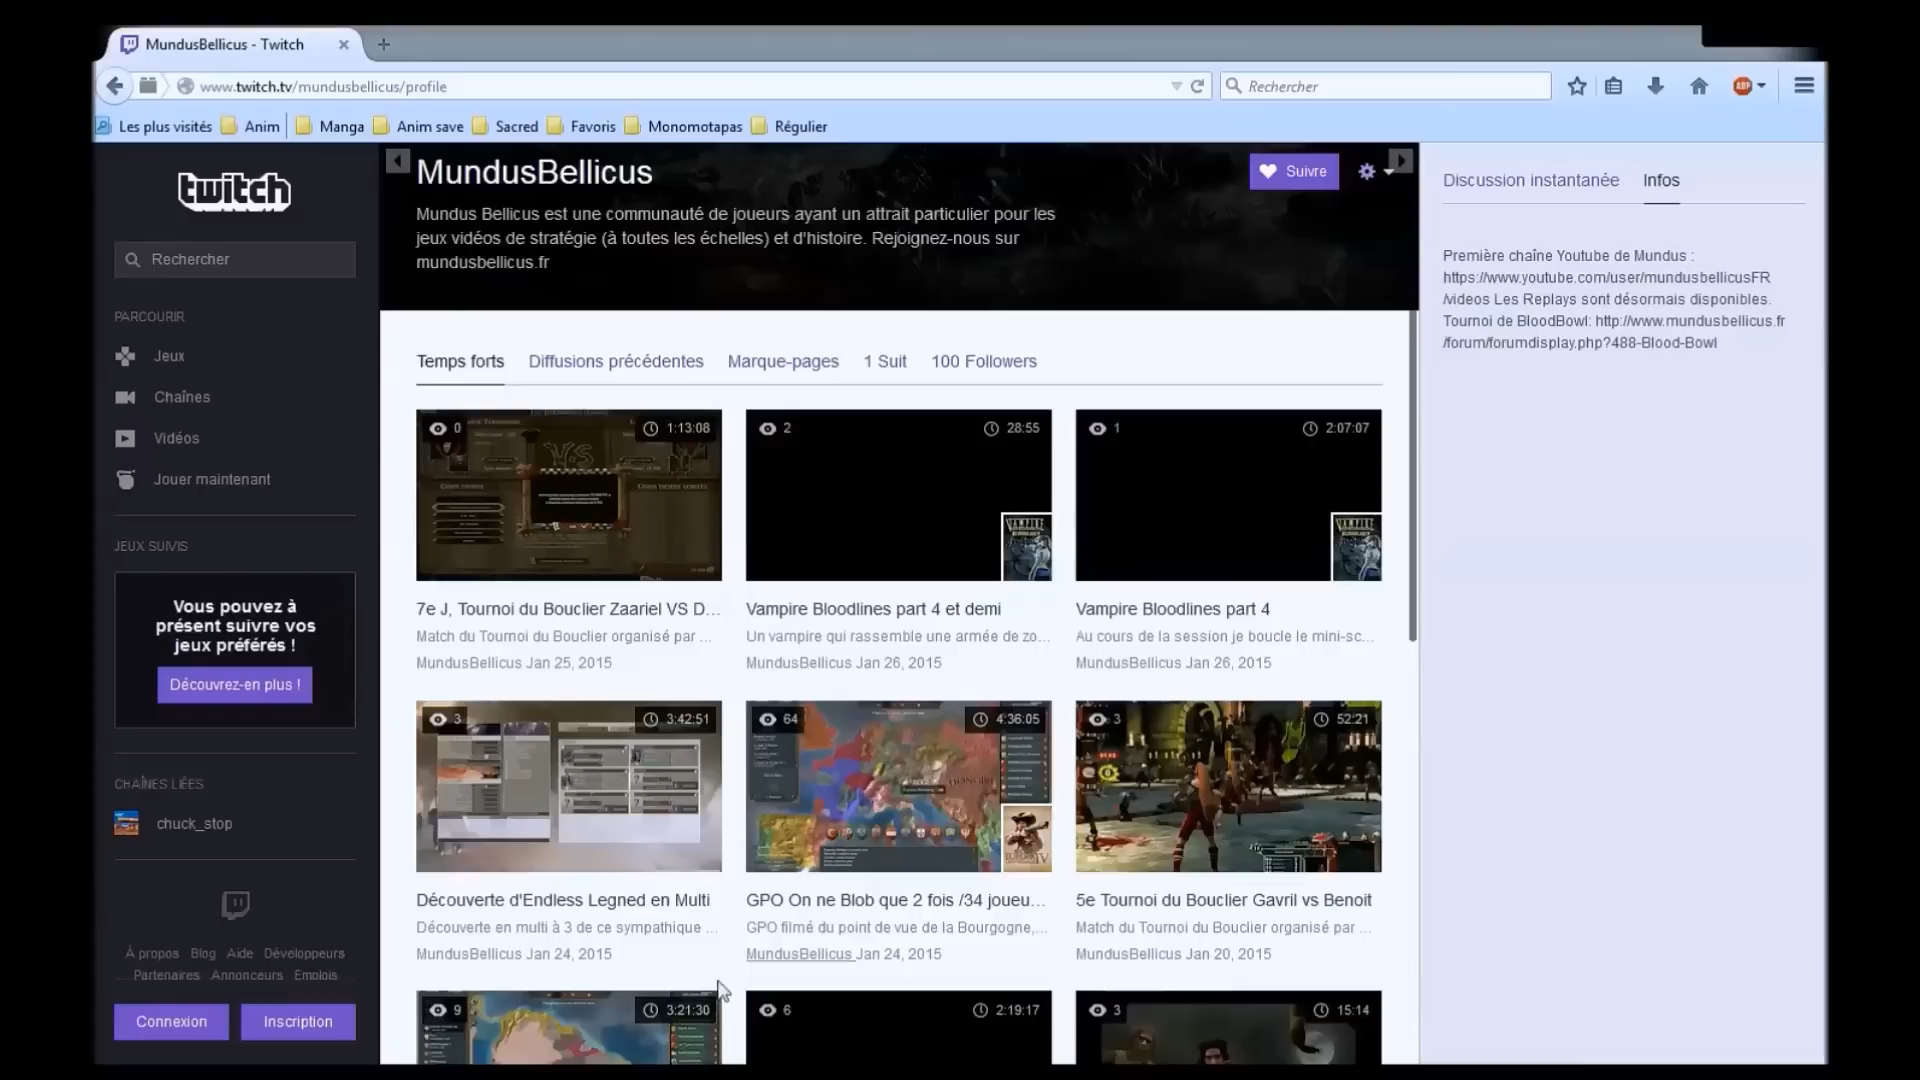 MundusBellicus - Twitch
www.twitch.tv/mundusbellicus/profile
Rechercher
Les plus visités
Anim
Manga
Anim save
Sacred
Favoris
Monomotapas
Régulier
twitch
Rechercher
PARCOURIR
Jeux
Chaînes
Vidéos
Jouer maintenant
JEUX SUIVIS
Vous pouvez à
présent suivre vos
jeux préférés !
Découvrez-en plus !
CHAÎNES LIÉES
chuck_stop
À propos Blog Aide Développeurs
Partenaires Annonceurs Emplois
Connexion
Inscription
MundusBellicus
Suivre
Mundus Bellicus est une communauté de joueurs ayant un attrait particulier pour les
jeux vidéos de stratégie (à toutes les échelles) et d'histoire. Rejoignez-nous sur
mundusbellicus.fr
Temps forts
Diffusions précédentes
Marque-pages
1 Suit
100 Followers
0
1:13:08
7e J, Tournoi du Bouclier Zaariel VS D...
Match du Tournoi du Bouclier organisé par ...
MundusBellicus Jan 25, 2015
2
28:55
VAMPIRE
Vampire Bloodlines part 4 et demi
Un vampire qui rassemble une armée de zo...
MundusBellicus Jan 26, 2015
1
2:07:07
VAMPIRE
Vampire Bloodlines part 4
Au cours de la session je boucle le mini-sc...
MundusBellicus Jan 26, 2015
3
3:42:51
Découverte d'Endless Legned en Multi
Découverte en multi à 3 de ce sympathique ...
MundusBellicus Jan 24, 2015
64
4:36:05
GPO On ne Blob que 2 fois /34 joueu...
GPO filmé du point de vue de la Bourgogne,...
MundusBellicus Jan 24, 2015
3
52:21
5e Tournoi du Bouclier Gavril vs Benoit
Match du Tournoi du Bouclier organisé par ...
MundusBellicus Jan 20, 2015
9
3:21:30
6
2:19:17
3
15:14
Discussion instantanée
Infos
Première chaîne Youtube de Mundus :
https://www.youtube.com/user/mundusbellicusFR
/videos Les Replays sont désormais disponibles.
Tournoi de BloodBowl: http://www.mundusbellicus.fr
/forum/forumdisplay.php?488-Blood-Bowl